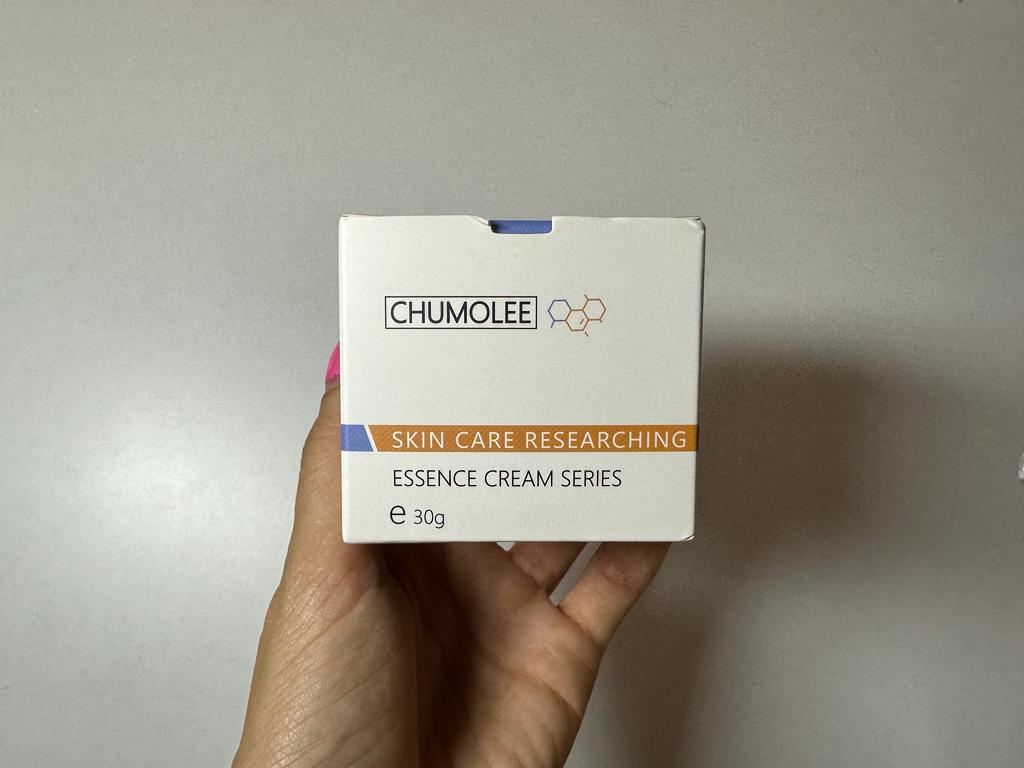 CHUMOLEE
SKIN CARE RESEARCHING
ESSENCE CREAM SERIES
℮ 30g